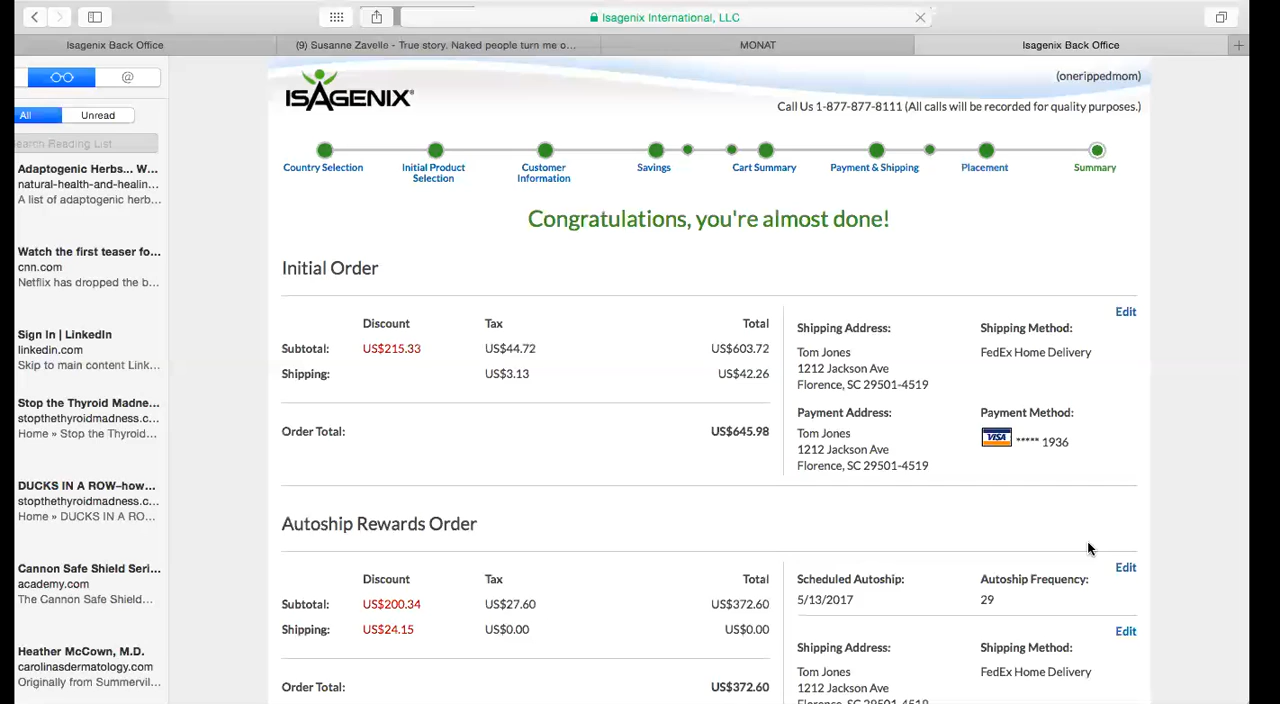 Isagenix International, LLC
Isagenix Back Office
(9) Susanne Zavelle - True story. Naked people turn me o...
MONAT
Isagenix Back Office
@
All
Unread
Search Reading List
Adaptogenic Herbs... W...
natural-health-and-healin...
A list of adaptogenic herb...
Watch the first teaser fo...
cnn.com
Netflix has dropped the b...
Sign In | LinkedIn
linkedin.com
Skip to main content Link...
Stop the Thyroid Madne...
stopthethyroidmadness.c...
Home » Stop the Thyroid...
DUCKS IN A ROW–how...
stopthethyroidmadness.c...
Home » DUCKS IN A RO...
Cannon Safe Shield Seri...
academy.com
The Cannon Safe Shield...
Heather McCown, M.D.
carolinasdermatology.com
Originally from Summervil...
ISAGENIX®
(onerippedmom)
Call Us 1-877-877-8111 (All calls will be recorded for quality purposes.)
Country Selection
Initial Product Selection
Customer Information
Savings
Cart Summary
Payment & Shipping
Placement
Summary
Congratulations, you're almost done!
Initial Order
Edit
Discount Tax Total
Subtotal: US$215.33 US$44.72 US$603.72
Shipping: US$3.13 US$42.26
Order Total: US$645.98
Shipping Address: Shipping Method:
Tom Jones FedEx Home Delivery
1212 Jackson Ave
Florence, SC 29501-4519
Payment Address: Payment Method:
Tom Jones VISA ***** 1936
1212 Jackson Ave
Florence, SC 29501-4519
Autoship Rewards Order
Edit
Discount Tax Total
Subtotal: US$200.34 US$27.60 US$372.60
Shipping: US$24.15 US$0.00 US$0.00
Order Total: US$372.60
Scheduled Autoship: Autoship Frequency:
5/13/2017 29
Edit
Shipping Address: Shipping Method:
Tom Jones FedEx Home Delivery
1212 Jackson Ave
Florence, SC 29501-4519